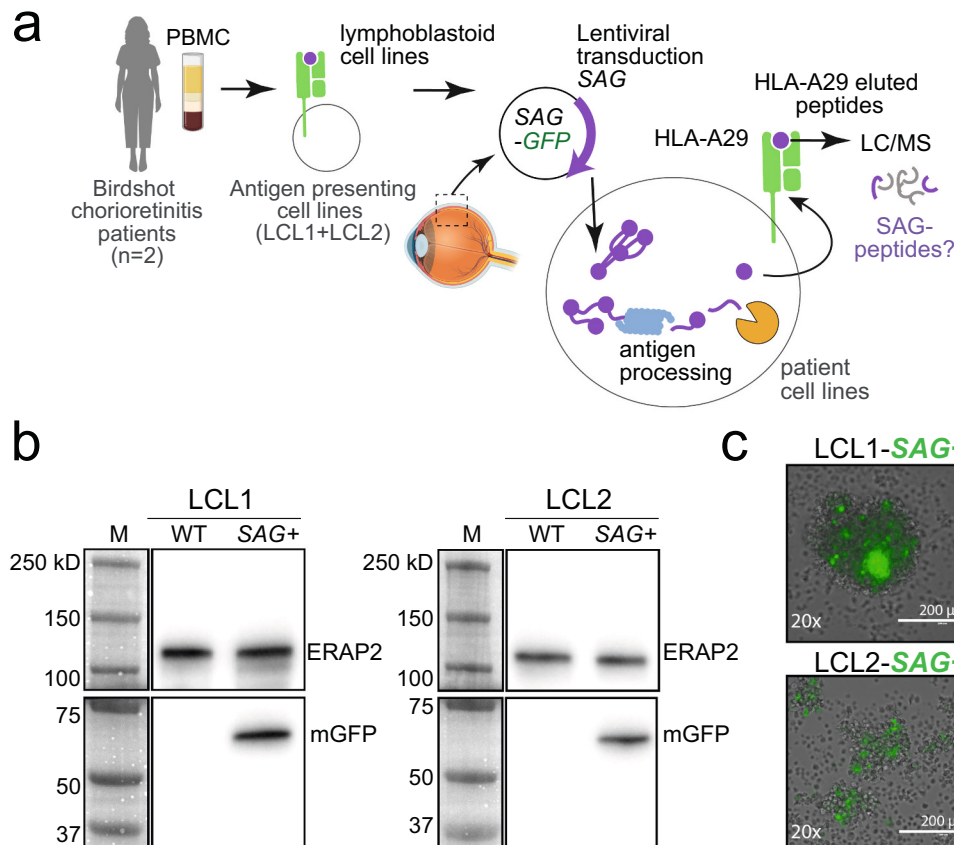 a
PBMC
lymphoblastoid
cell lines
Lentiviral
transduction
SAG
HLA-A29 eluted
peptides
SAG
-GFP
HLA-A29
LC/MS
Birdshot
chorioretinitis
patients
(n=2)
Antigen presenting
cell lines
(LCL1+LCL2)
SAG-
peptides?
antigen
processing
patient
cell lines
b
LCL1
M
WT
SAG+
250 kD
150
100
ERAP2
75
50
37
mGFP
LCL2
M
WT
SAG+
250 kD
150
100
ERAP2
75
50
37
mGFP
c
LCL1-SAG+
20x
200 µ
LCL2-SAG+
20x
200 µ